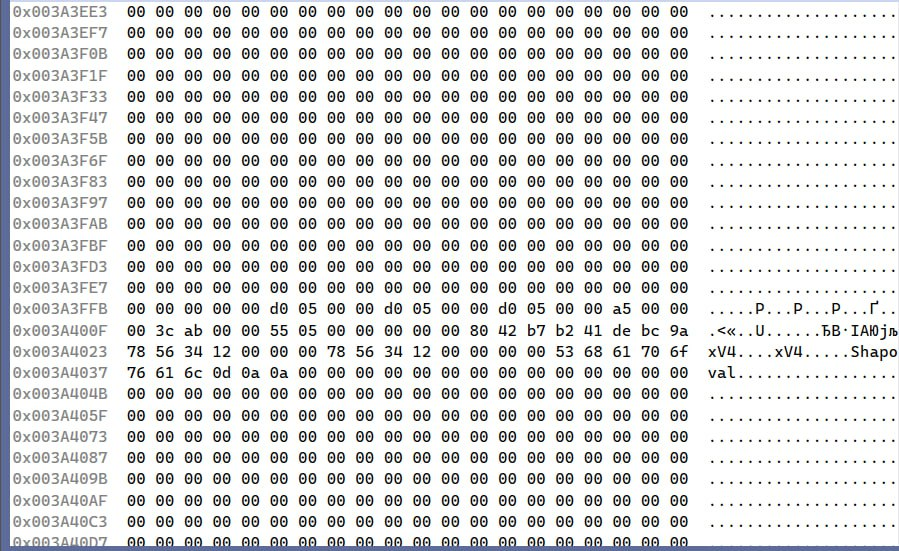 0x003A3EE3 00 00 00 00 00 00 00 00 00 00 00 00 00 00 00 00 00 00 00 00 ....................
0x003A3EF7 00 00 00 00 00 00 00 00 00 00 00 00 00 00 00 00 00 00 00 00 ....................
0x003A3F0B 00 00 00 00 00 00 00 00 00 00 00 00 00 00 00 00 00 00 00 00 ....................
0x003A3F1F 00 00 00 00 00 00 00 00 00 00 00 00 00 00 00 00 00 00 00 00 ....................
0x003A3F33 00 00 00 00 00 00 00 00 00 00 00 00 00 00 00 00 00 00 00 00 ....................
0x003A3F47 00 00 00 00 00 00 00 00 00 00 00 00 00 00 00 00 00 00 00 00 ....................
0x003A3F5B 00 00 00 00 00 00 00 00 00 00 00 00 00 00 00 00 00 00 00 00 ....................
0x003A3F6F 00 00 00 00 00 00 00 00 00 00 00 00 00 00 00 00 00 00 00 00 ....................
0x003A3F83 00 00 00 00 00 00 00 00 00 00 00 00 00 00 00 00 00 00 00 00 ....................
0x003A3F97 00 00 00 00 00 00 00 00 00 00 00 00 00 00 00 00 00 00 00 00 ....................
0x003A3FAB 00 00 00 00 00 00 00 00 00 00 00 00 00 00 00 00 00 00 00 00 ....................
0x003A3FBF 00 00 00 00 00 00 00 00 00 00 00 00 00 00 00 00 00 00 00 00 ....................
0x003A3FD3 00 00 00 00 00 00 00 00 00 00 00 00 00 00 00 00 00 00 00 00 ....................
0x003A3FE7 00 00 00 00 00 00 00 00 00 00 00 00 00 00 00 00 00 00 00 00 ....................
0x003A3FFB 00 00 00 00 00 d0 05 00 00 d0 05 00 00 d0 05 00 00 a5 00 00 .....Р...Р...Р...Ґ..
0x003A400F 00 3c ab 00 00 55 05 00 00 00 00 00 80 42 b7 b2 41 de bc 9a .<«..U......ЂB·ІAЮјљ
0x003A4023 78 56 34 12 00 00 00 78 56 34 12 00 00 00 00 53 68 61 70 6f xV4....xV4.....Shapo
0x003A4037 76 61 6c 0d 0a 0a 00 00 00 00 00 00 00 00 00 00 00 00 00 00 val.................
0x003A404B 00 00 00 00 00 00 00 00 00 00 00 00 00 00 00 00 00 00 00 00 ....................
0x003A405F 00 00 00 00 00 00 00 00 00 00 00 00 00 00 00 00 00 00 00 00 ....................
0x003A4073 00 00 00 00 00 00 00 00 00 00 00 00 00 00 00 00 00 00 00 00 ....................
0x003A4087 00 00 00 00 00 00 00 00 00 00 00 00 00 00 00 00 00 00 00 00 ....................
0x003A409B 00 00 00 00 00 00 00 00 00 00 00 00 00 00 00 00 00 00 00 00 ....................
0x003A40AF 00 00 00 00 00 00 00 00 00 00 00 00 00 00 00 00 00 00 00 00 ....................
0x003A40C3 00 00 00 00 00 00 00 00 00 00 00 00 00 00 00 00 00 00 00 00 ....................
0x003A40D7 00 00 00 00 00 00 00 00 00 00 00 00 00 00 00 00 00 00 00 00 ....................